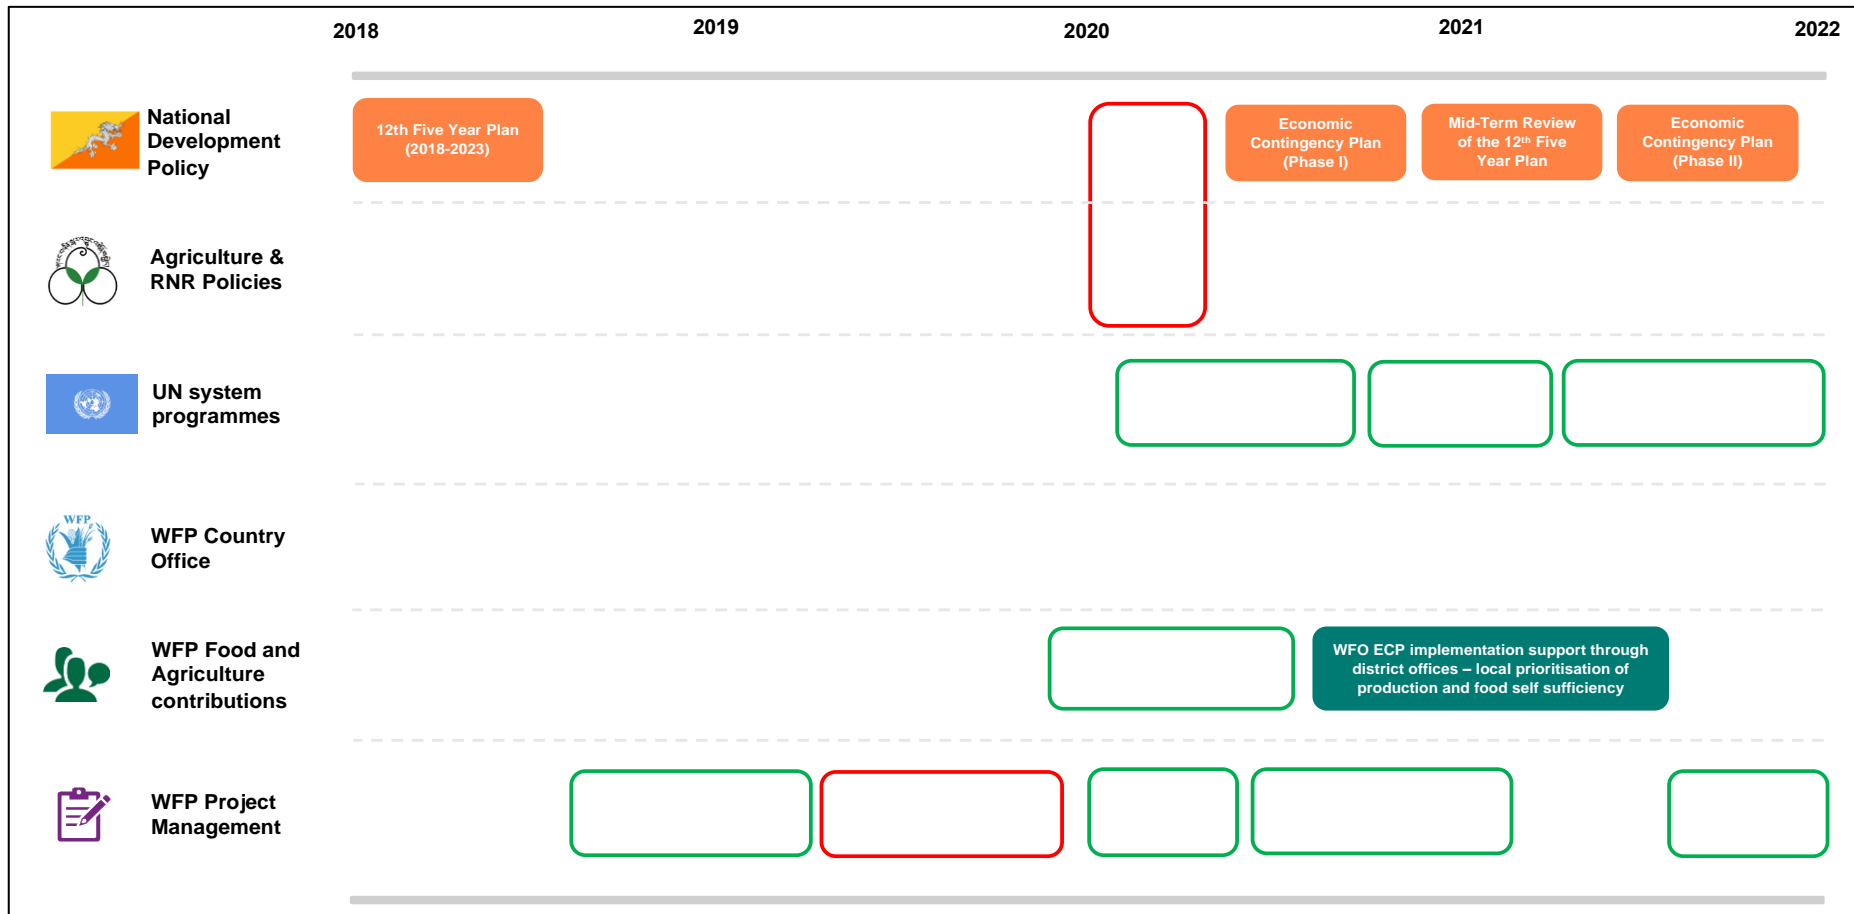 2018
2019
2020
2021
2022
National
Development
Policy
12th Five Year Plan
(2018-2023)
Economic
Contingency Plan
(Phase I)
Mid-Term Review
of the 12th Five
Year Plan
Economic
Contingency Plan
(Phase II)
Agriculture &
RNR Policies
UN system
programmes
WFP
WFP Country
Office
WFP Food and
Agriculture
contributions
WFO ECP implementation support through
district offices – local prioritisation of
production and food self sufficiency
WFP Project
Management